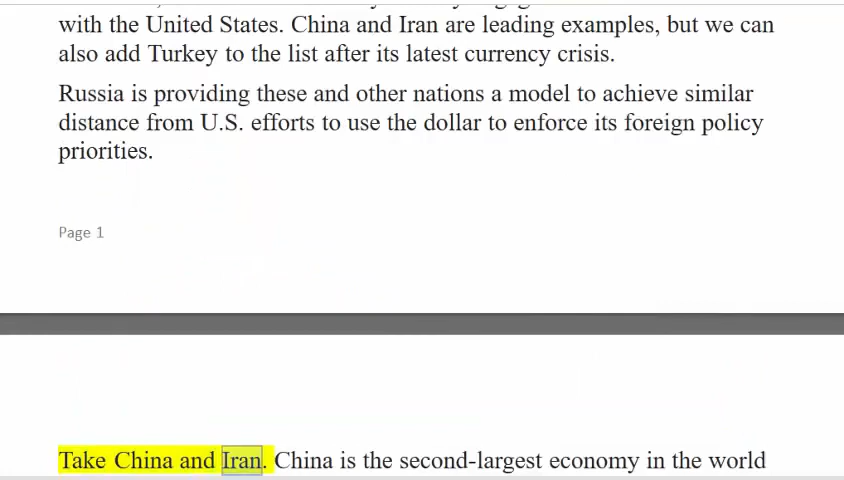 with the United States. China and Iran are leading examples, but we can
also add Turkey to the list after its latest currency crisis.
Russia is providing these and other nations a model to achieve similar
distance from U.S. efforts to use the dollar to enforce its foreign policy
priorities.
Page 1
Take China and Iran. China is the second-largest economy in the world